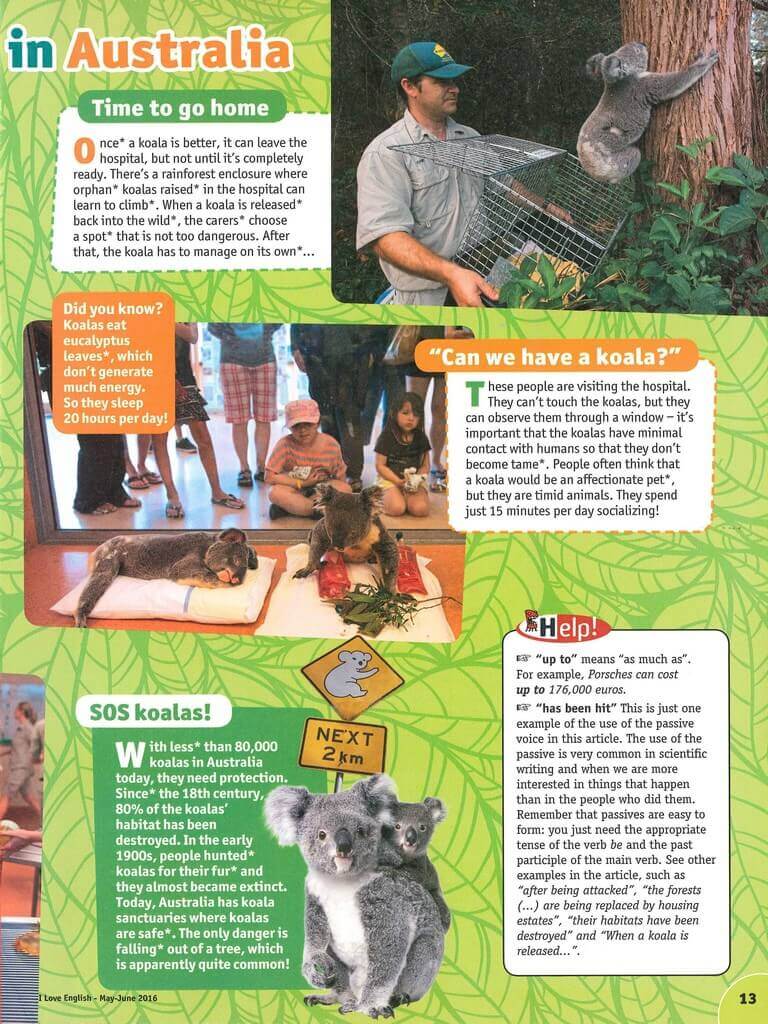 in Australia
Time to go home
Once* a koala is better, it can leave the
hospital, but not until it's completely
ready. There's a rainforest enclosure where
orphan* koalas raised* in the hospital can
learn to climb*. When a koala is released*
back into the wild*, the carers* choose
a spot* that is not too dangerous. After
that, the koala has to manage on its own*...
Did you know?
Koalas eat
eucalyptus
leaves*, which
don't generate
much energy.
So they sleep
20 hours per day!
"Can we have a koala?"
These people are visiting the hospital.
They can't touch the koalas, but they
can observe them through a window – it's
important that the koalas have minimal
contact with humans so that they don't
become tame*. People often think that
a koala would be an affectionate pet*,
but they are timid animals. They spend
just 15 minutes per day socializing!
SOS koalas!
With less* than 80,000
koalas in Australia
today, they need protection.
Since* the 18th century,
80% of the koalas'
habitat has been
destroyed. In the early
1900s, people hunted*
koalas for their fur* and
they almost became extinct.
Today, Australia has koala
sanctuaries where koalas
are safe*. The only danger is
falling* out of a tree, which
is apparently quite common!
NEXT
2 km
Help!
☞ "up to" means "as much as".
For example, Porsches can cost
up to 176,000 euros.
☞ "has been hit" This is just one
example of the use of the passive
voice in this article. The use of the
passive is very common in scientific
writing and when we are more
interested in things that happen
than in the people who did them.
Remember that passives are easy to
form: you just need the appropriate
tense of the verb be and the past
participle of the main verb. See other
examples in the article, such as
"after being attacked", "the forests
(...) are being replaced by housing
estates", "their habitats have been
destroyed" and "When a koala is
released...".
I Love English - May-June 2016
13